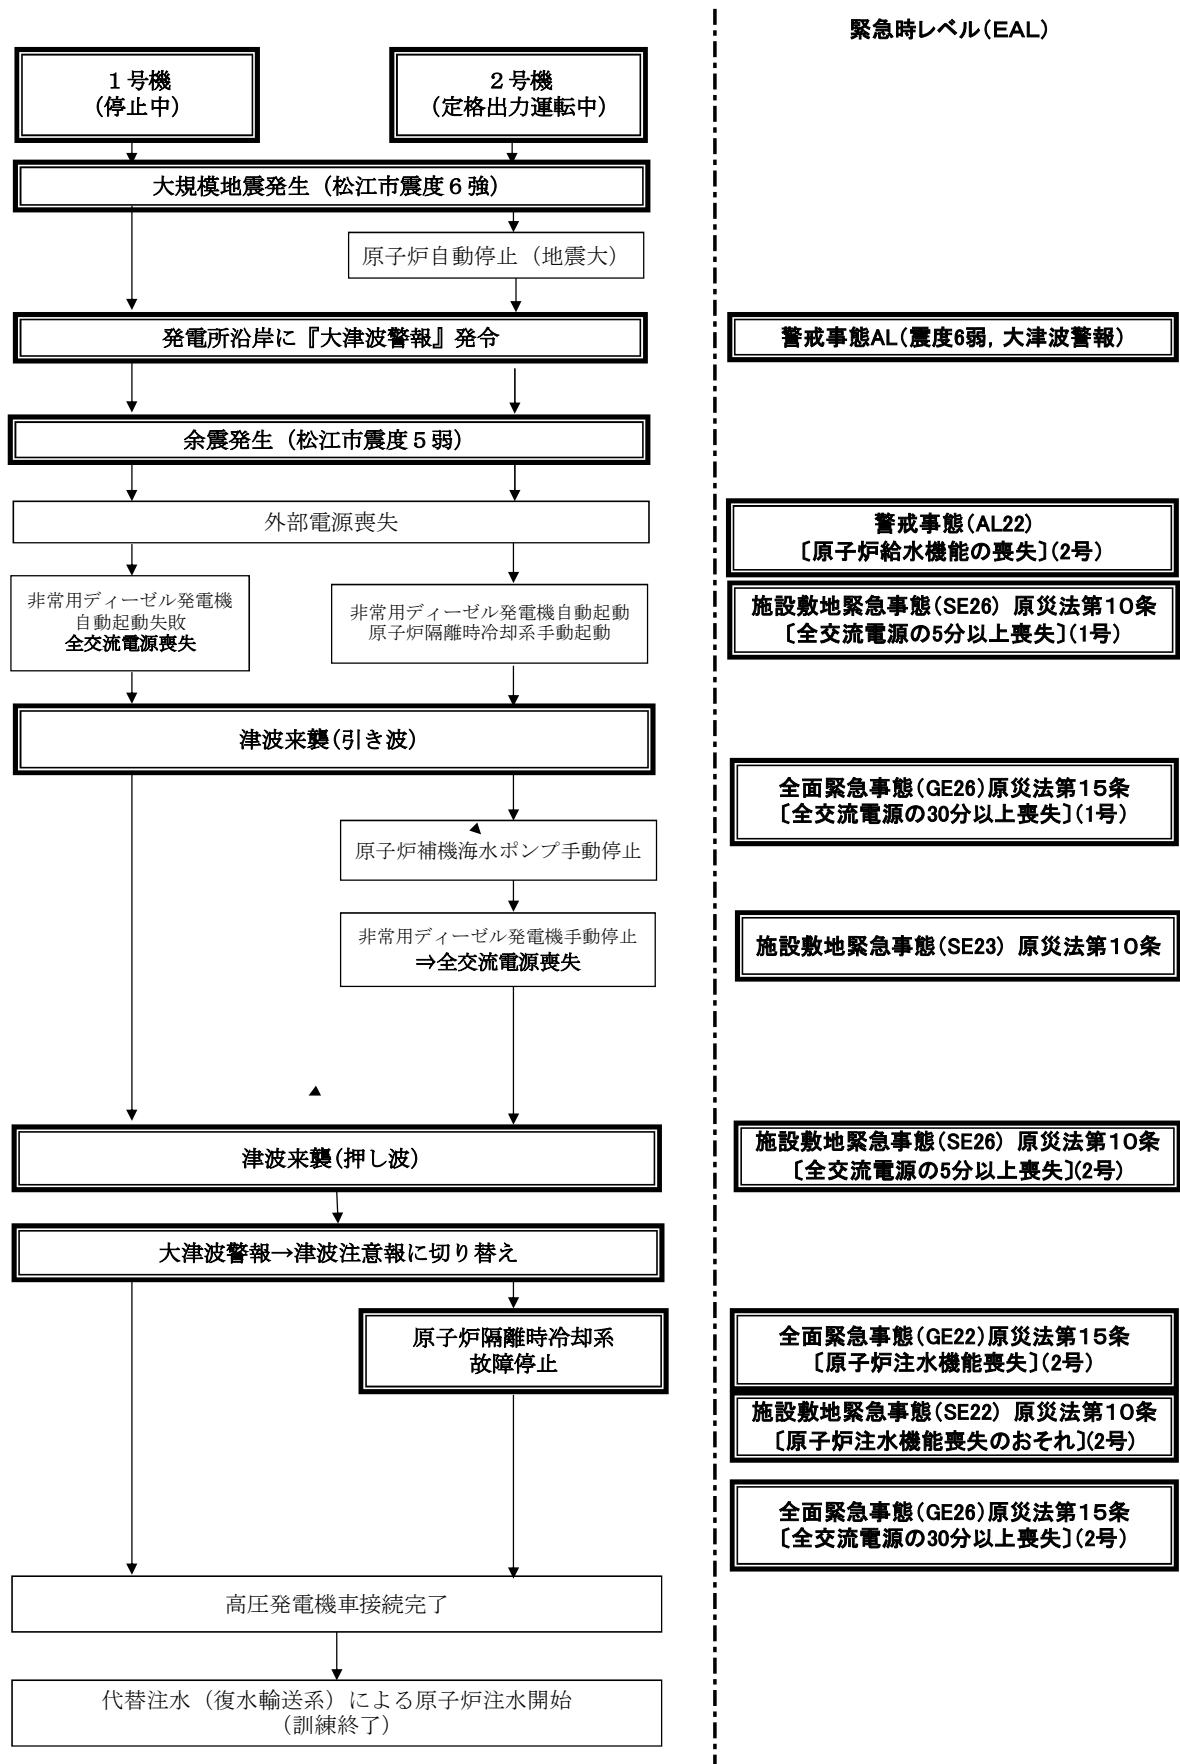 緊急時レベル(EAL)
1号機
(停止中)
2号機
(定格出力運転中)
大規模地震発生（松江市震度6強）
原子炉自動停止（地震大）
発電所沿岸に『大津波警報』発令
警戒事態AL(震度6弱, 大津波警報)
余震発生（松江市震度5弱）
外部電源喪失
警戒事態(AL22)
〔原子炉給水機能の喪失〕(2号)
非常用ディーゼル発電機
自動起動失敗
全交流電源喪失
非常用ディーゼル発電機自動起動
原子炉隔離時冷却系手動起動
施設敷地緊急事態(SE26) 原災法第10条
〔全交流電源の5分以上喪失〕(1号)
津波来襲(引き波)
全面緊急事態(GE26)原災法第15条
〔全交流電源の30分以上喪失〕(1号)
原子炉補機海水ポンプ手動停止
非常用ディーゼル発電機手動停止
⇒全交流電源喪失
施設敷地緊急事態(SE23) 原災法第10条
津波来襲(押し波)
施設敷地緊急事態(SE26) 原災法第10条
〔全交流電源の5分以上喪失〕(2号)
大津波警報→津波注意報に切り替え
原子炉隔離時冷却系
故障停止
全面緊急事態(GE22)原災法第15条
〔原子炉注水機能喪失〕(2号)
施設敷地緊急事態(SE22) 原災法第10条
〔原子炉注水機能喪失のおそれ〕(2号)
全面緊急事態(GE26)原災法第15条
〔全交流電源の30分以上喪失〕(2号)
高圧発電機車接続完了
代替注水（復水輸送系）による原子炉注水開始
（訓練終了）